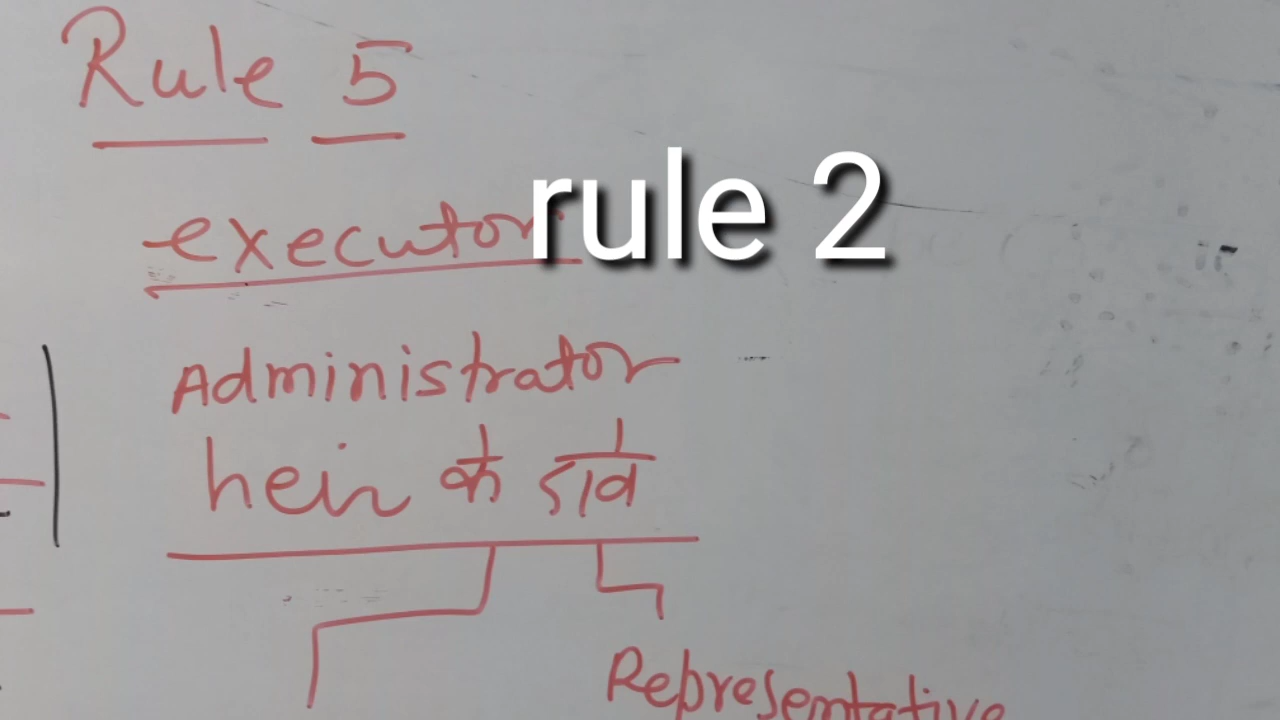 Rule 5
rule 2
executor
Administrator
heir के दावे
Representative